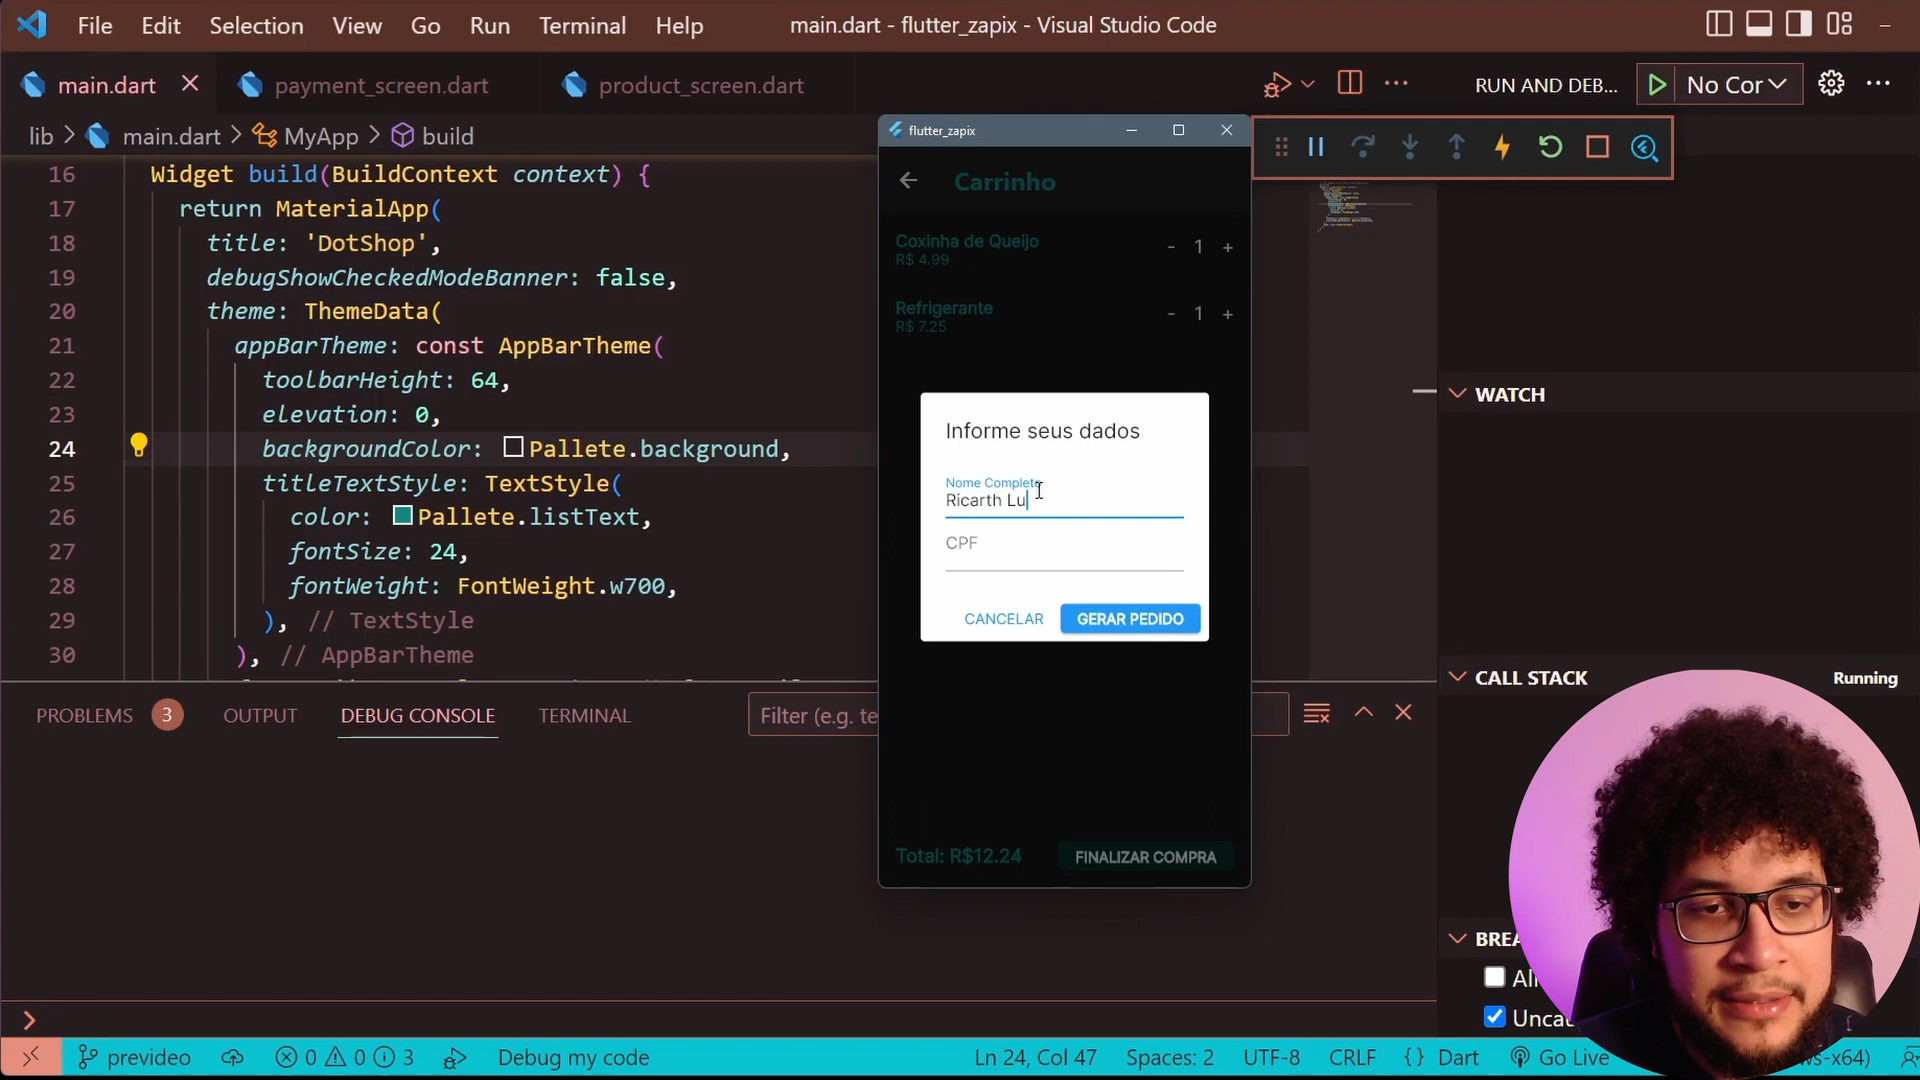 File Edit Selection View Go Run Terminal Help main.dart - flutter_zapix - Visual Studio Code
main.dart payment_screen.dart product_screen.dart RUN AND DEB... No Cor
lib > main.dart > MyApp > build
16 Widget build(BuildContext context) {
17 return MaterialApp(
18 title: 'DotShop',
19 debugShowCheckedModeBanner: false,
20 theme: ThemeData(
21 appBarTheme: const AppBarTheme(
22 toolbarHeight: 64,
23 elevation: 0,
24 backgroundColor: Pallete.background,
25 titleTextStyle: TextStyle(
26 color: Pallete.listText,
27 fontSize: 24,
28 fontWeight: FontWeight.w700,
29 ), // TextStyle
30 ), // AppBarTheme
flutter_zapix
Carrinho
Coxinha de Queijo
R$ 4.99
- 1 +
Refrigerante
R$ 7.25
- 1 +
Informe seus dados
Nome Completo
Ricarth Lu
CPF
CANCELAR GERAR PEDIDO
Total: R$12.24 FINALIZAR COMPRA
WATCH
CALL STACK Running
PROBLEMS 3 OUTPUT DEBUG CONSOLE TERMINAL Filter (e.g. te
prevideo 0 0 3 Debug my code Ln 24, Col 47 Spaces: 2 UTF-8 CRLF {} Dart Go Live